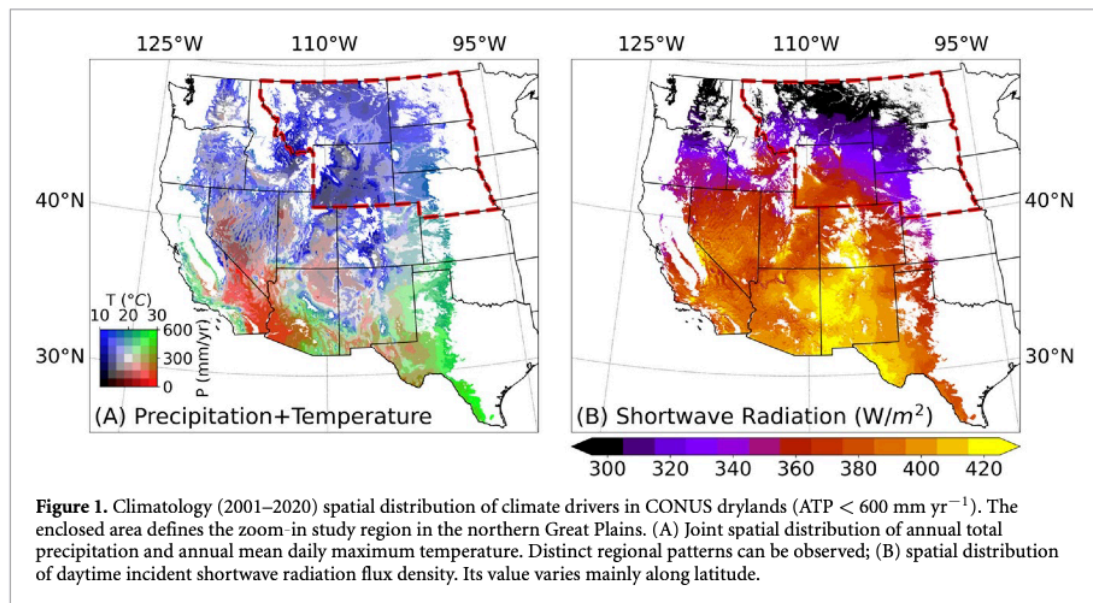 125°W 110°W 95°W 125°W 110°W 95°W
40°N 40°N
T (°C)
10 20 30
600
300
0
P (mm/yr)
30°N 30°N
(A) Precipitation+Temperature (B) Shortwave Radiation (W/m²)
300 320 340 360 380 400 420
Figure 1. Climatology (2001–2020) spatial distribution of climate drivers in CONUS drylands (ATP < 600 mm yr⁻¹). The
enclosed area defines the zoom-in study region in the northern Great Plains. (A) Joint spatial distribution of annual total
precipitation and annual mean daily maximum temperature. Distinct regional patterns can be observed; (B) spatial distribution
of daytime incident shortwave radiation flux density. Its value varies mainly along latitude.